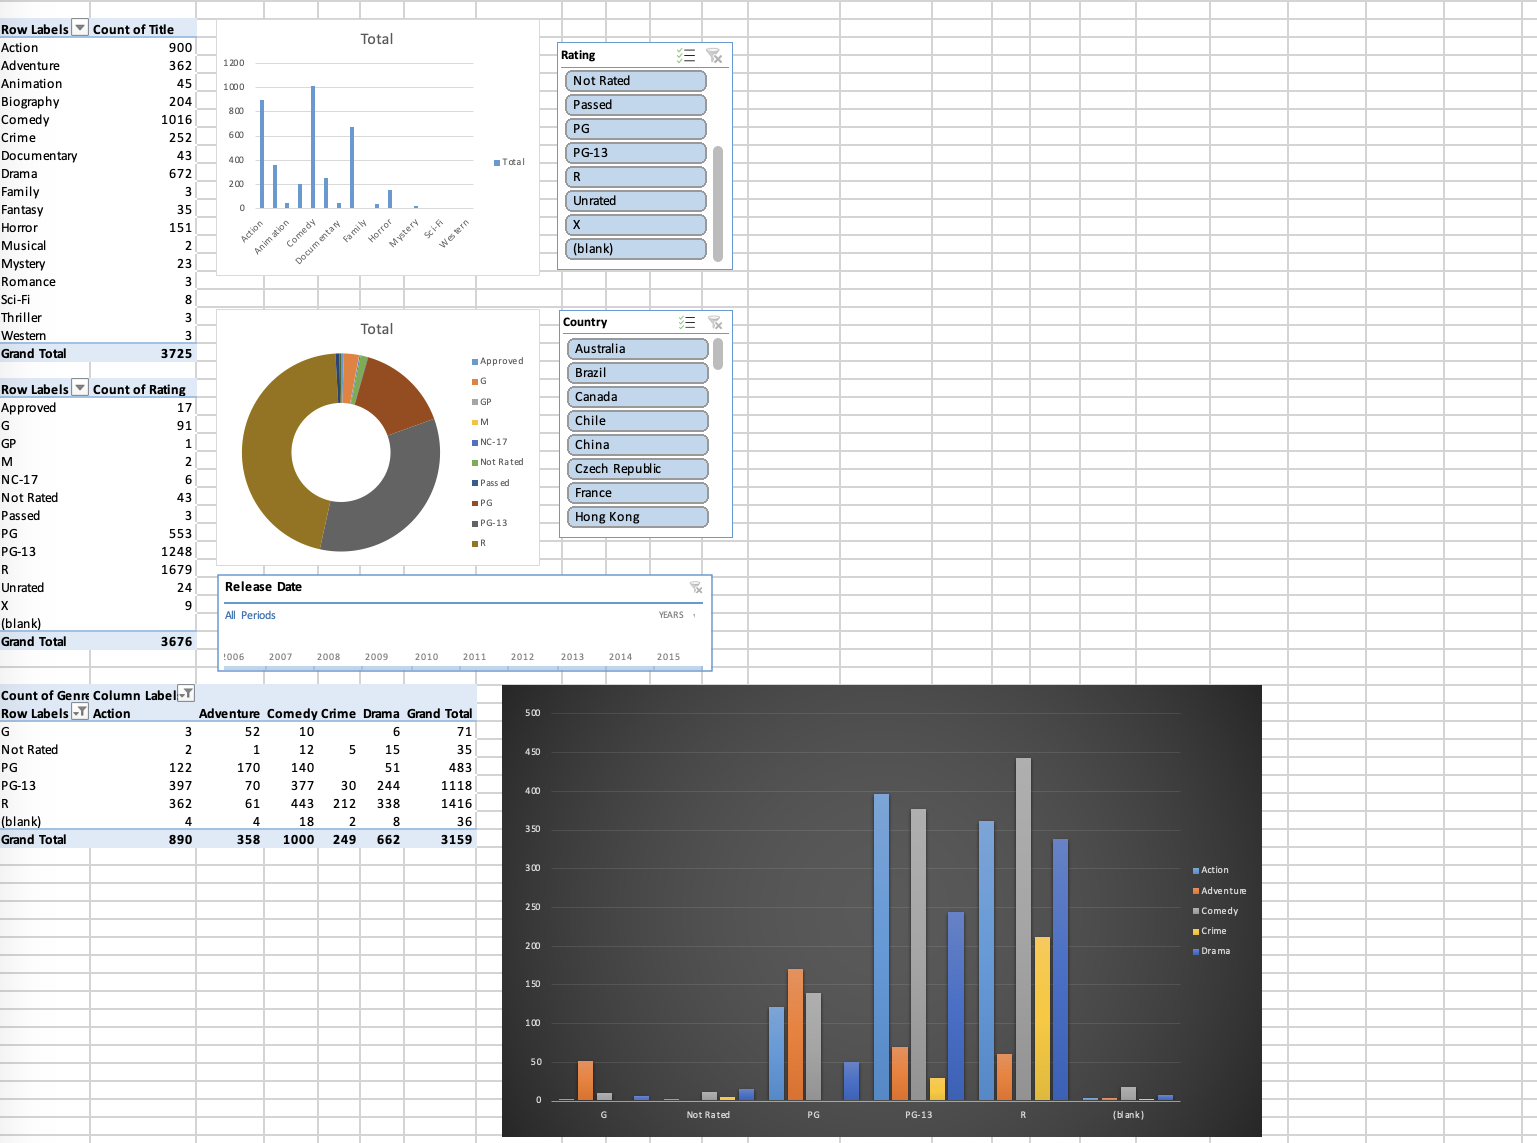 Row Labels Count of Title
Action 900
Adventure 362
Animation 45
Biography 204
Comedy 1016
Crime 252
Documentary 43
Drama 672
Family 3
Fantasy 35
Horror 151
Musical 2
Mystery 23
Romance 3
Sci-Fi 8
Thriller 3
Western 3
Grand Total 3725
Total
1200
1000
800
600
400
200
0
Action
Animation
Comedy
Documentary
Family
Horror
Mystery
Sci-Fi
Western
Total
Rating
Not Rated
Passed
PG
PG-13
R
Unrated
X
(blank)
Row Labels Count of Rating
Approved 17
G 91
GP 1
M 2
NC-17 6
Not Rated 43
Passed 3
PG 553
PG-13 1248
R 1679
Unrated 24
X 9
(blank)
Grand Total 3676
Total
Approved
G
GP
M
NC-17
Not Rated
Passed
PG
PG-13
R
Country
Australia
Brazil
Canada
Chile
China
Czech Republic
France
Hong Kong
Release Date
All Periods YEARS
2006 2007 2008 2009 2010 2011 2012 2013 2014 2015
Count of Genre Column Label
Row Labels Action Adventure Comedy Crime Drama Grand Total
G 3 52 10 6 71
Not Rated 2 1 12 5 15 35
PG 122 170 140 51 483
PG-13 397 70 377 30 244 1118
R 362 61 443 212 338 1416
(blank) 4 4 18 2 8 36
Grand Total 890 358 1000 249 662 3159
500
450
400
350
300
250
200
150
100
50
0
G Not Rated PG PG-13 R (blank)
Action
Adventure
Comedy
Crime
Drama